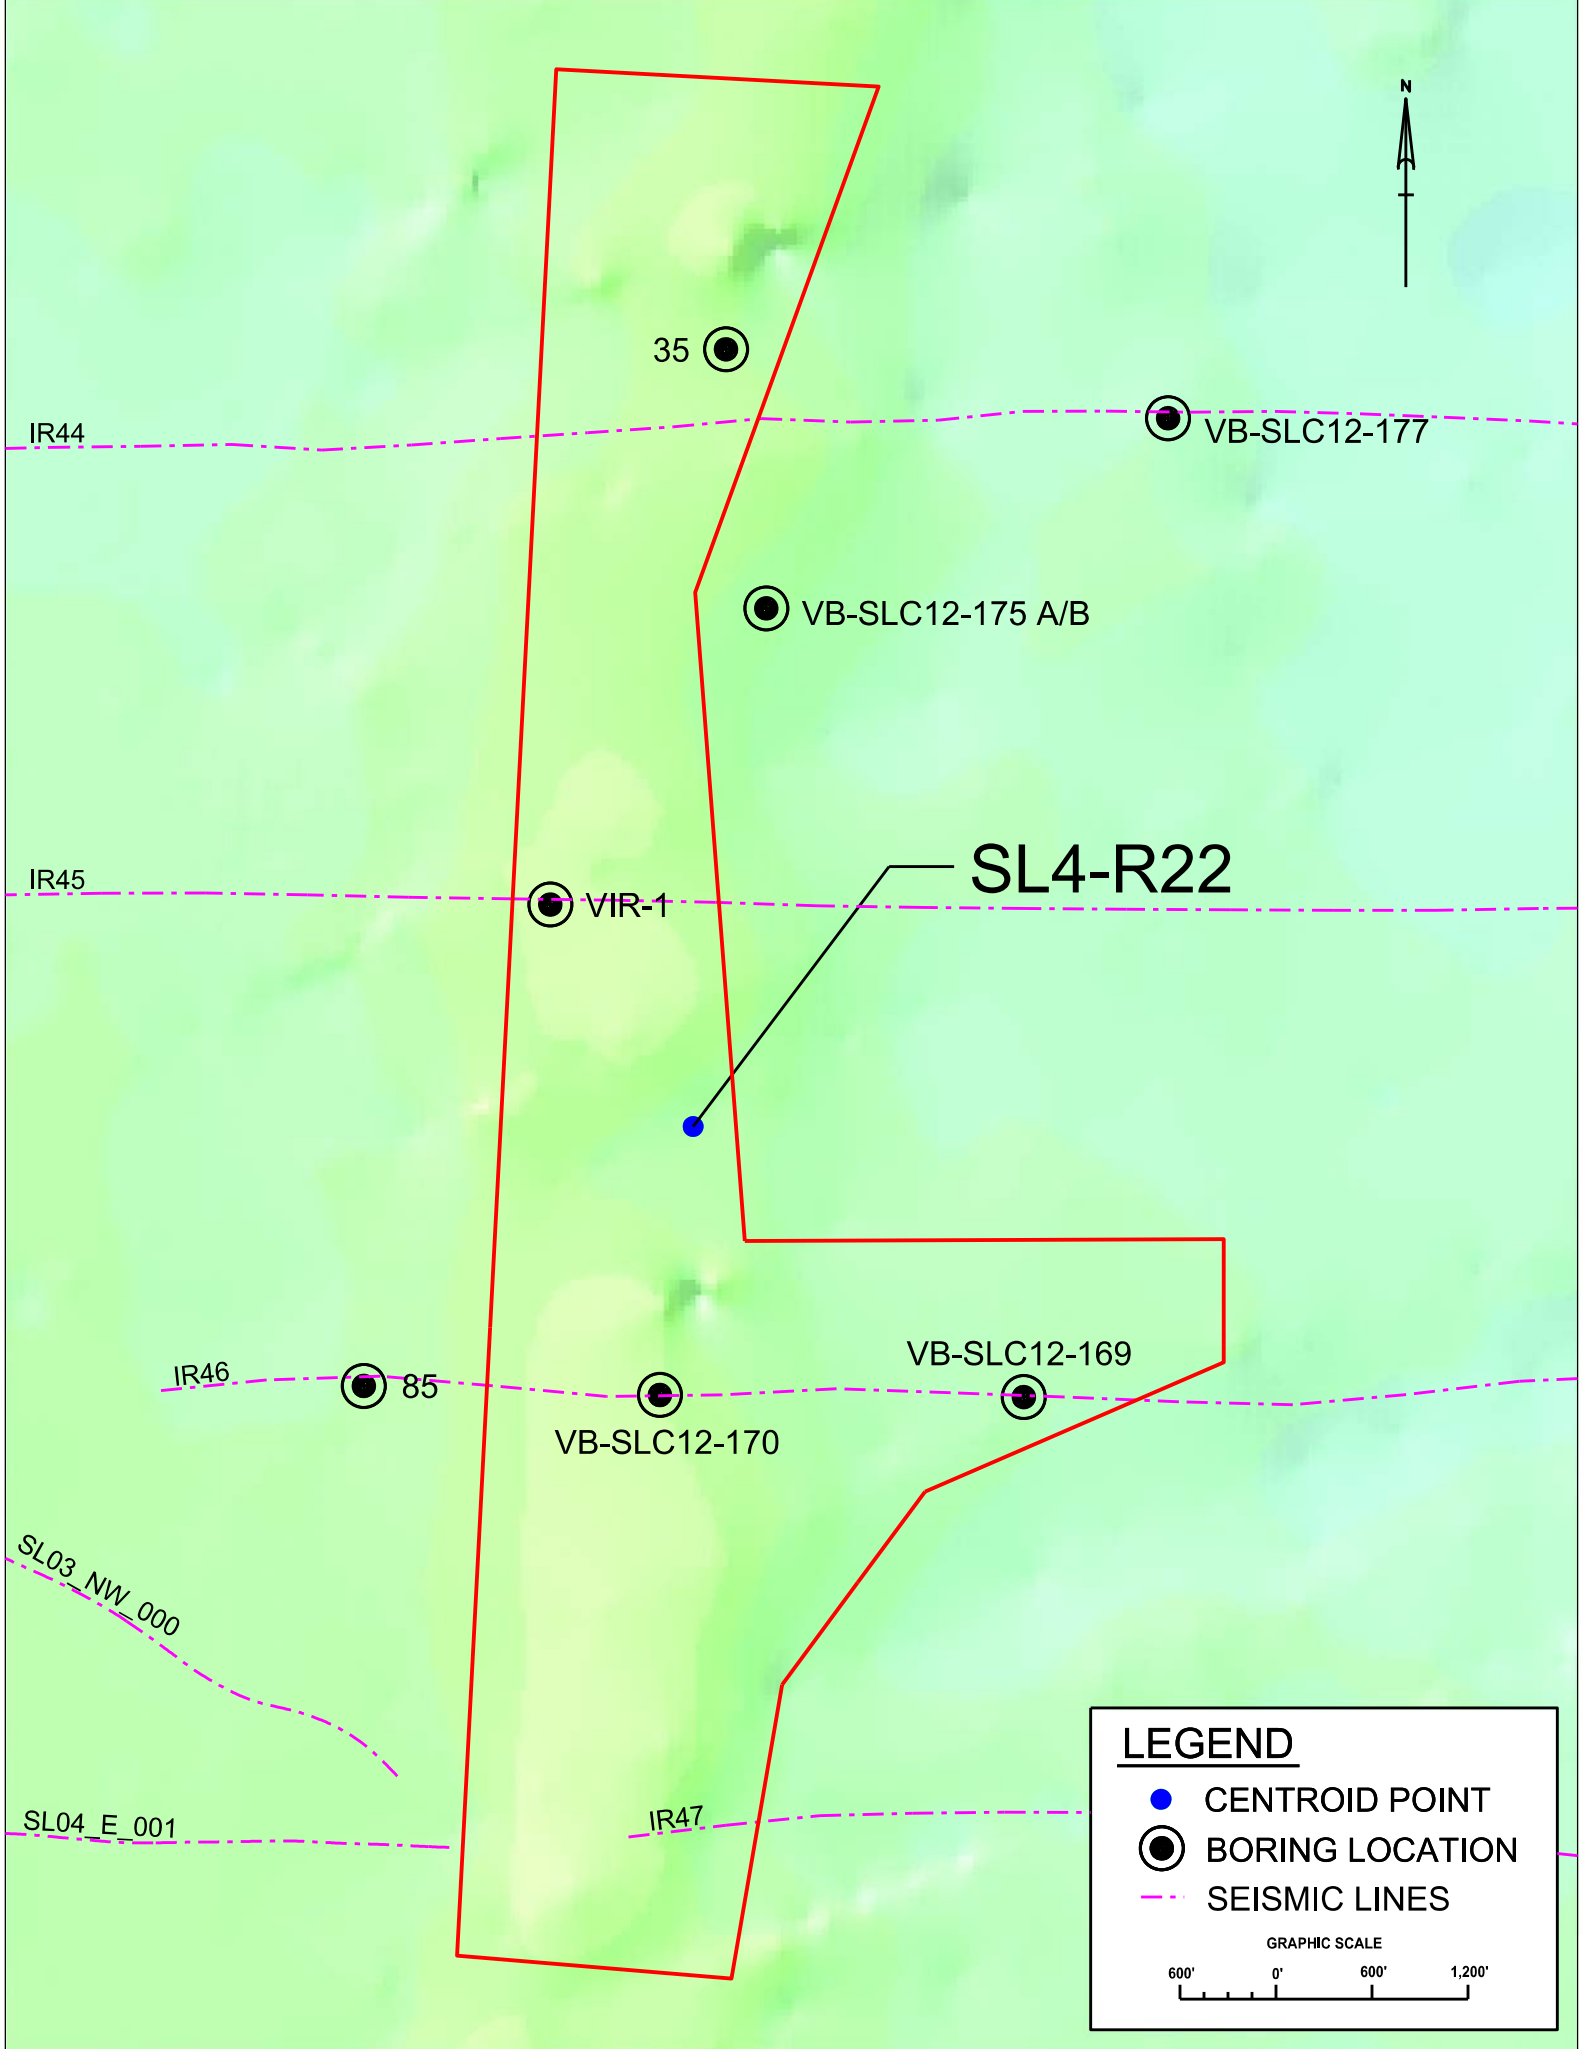 N
35
IR44
VB-SLC12-177
VB-SLC12-175 A/B
SL4-R22
IR45
VIR-1
VB-SLC12-169
IR46
85
VB-SLC12-170
SL03_NW_000
SL04_E_001
IR47
LEGEND
CENTROID POINT
BORING LOCATION
SEISMIC LINES
GRAPHIC SCALE
600' 0' 600' 1,200'